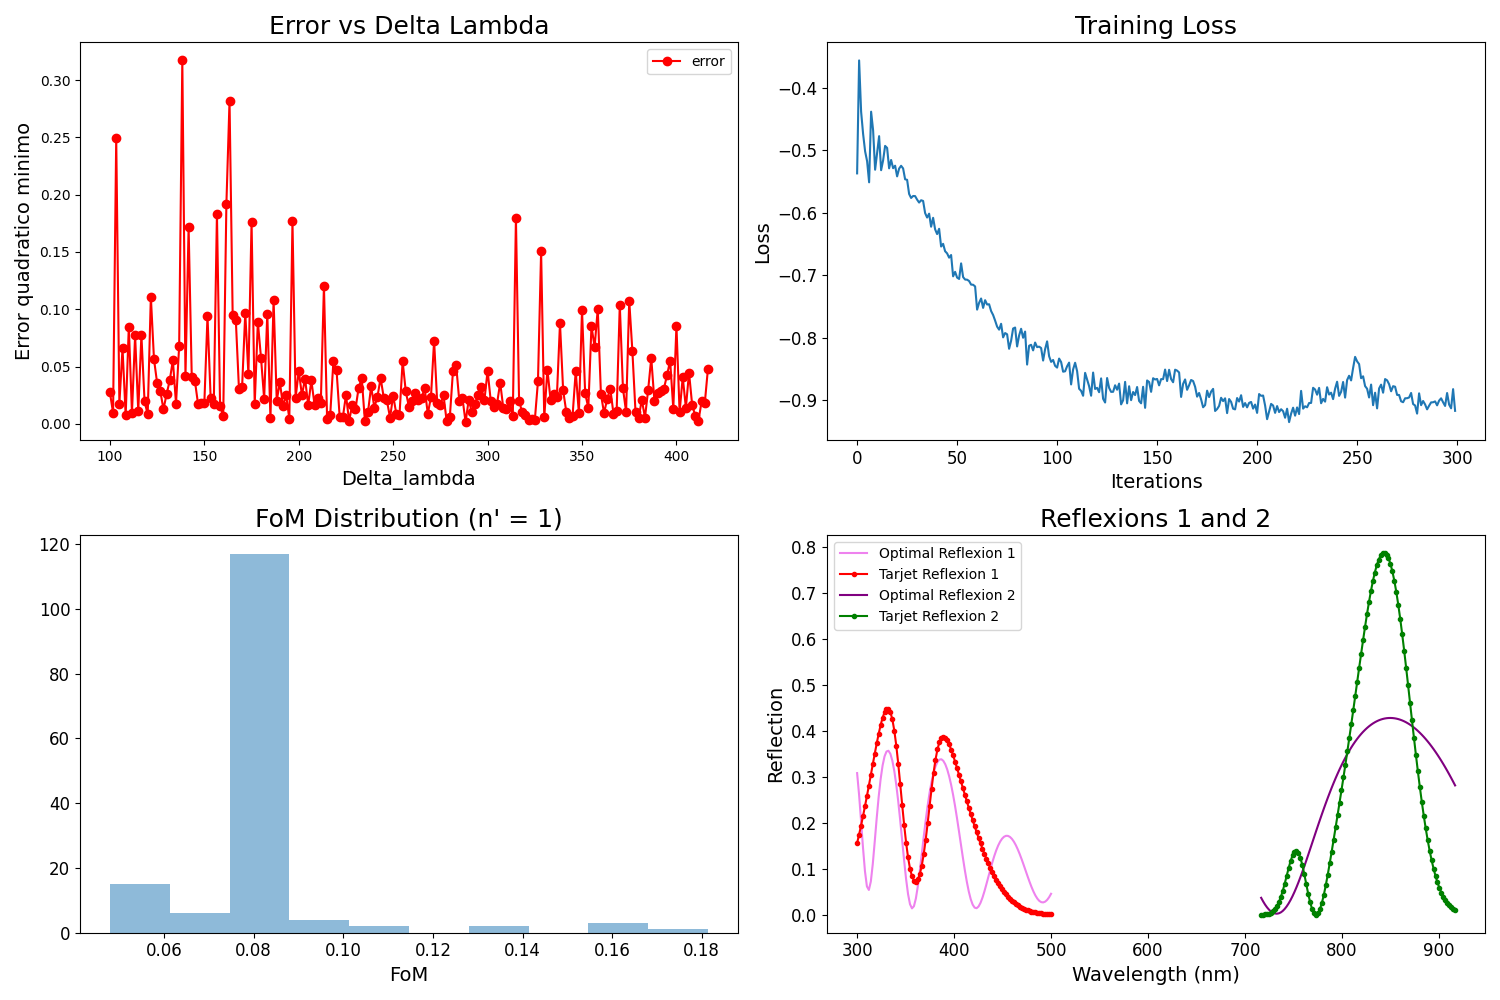 Error vs Delta Lambda
error
0.30
0.25
0.20
0.15
0.10
0.05
0.00
Error quadratico minimo
100 150 200 250 300 350 400
Delta_lambda
Training Loss
−0.4
−0.5
−0.6
−0.7
−0.8
−0.9
Loss
0 50 100 150 200 250 300
Iterations
FoM Distribution (n' = 1)
120
100
80
60
40
20
0
0.06 0.08 0.10 0.12 0.14 0.16 0.18
FoM
Reflexions 1 and 2
Optimal Reflexion 1
Tarjet Reflexion 1
Optimal Reflexion 2
Tarjet Reflexion 2
0.8
0.7
0.6
0.5
0.4
0.3
0.2
0.1
0.0
Reflection
300 400 500 600 700 800 900
Wavelength (nm)